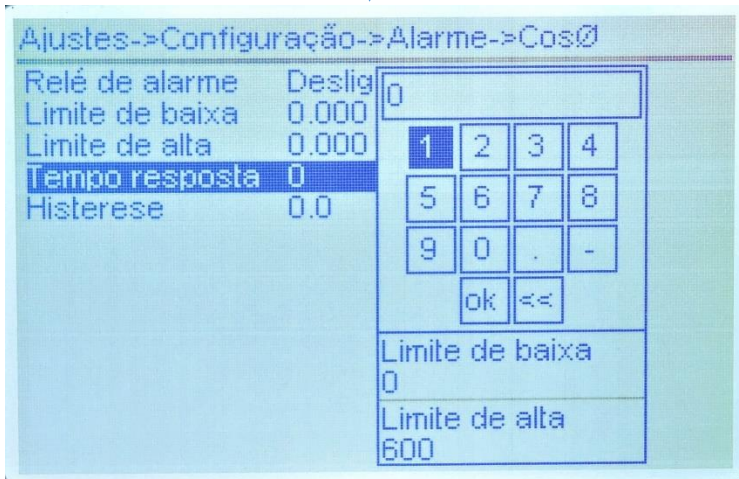 Ajustes->Configuração->Alarme->CosØ
Relé de alarme Deslig
Limite de baixa 0.000
Limite de alta 0.000
Tempo resposta 0
Histerese 0.0
0
1 2 3 4
5 6 7 8
9 0 . -
ok <<
Limite de baixa
0
Limite de alta
600